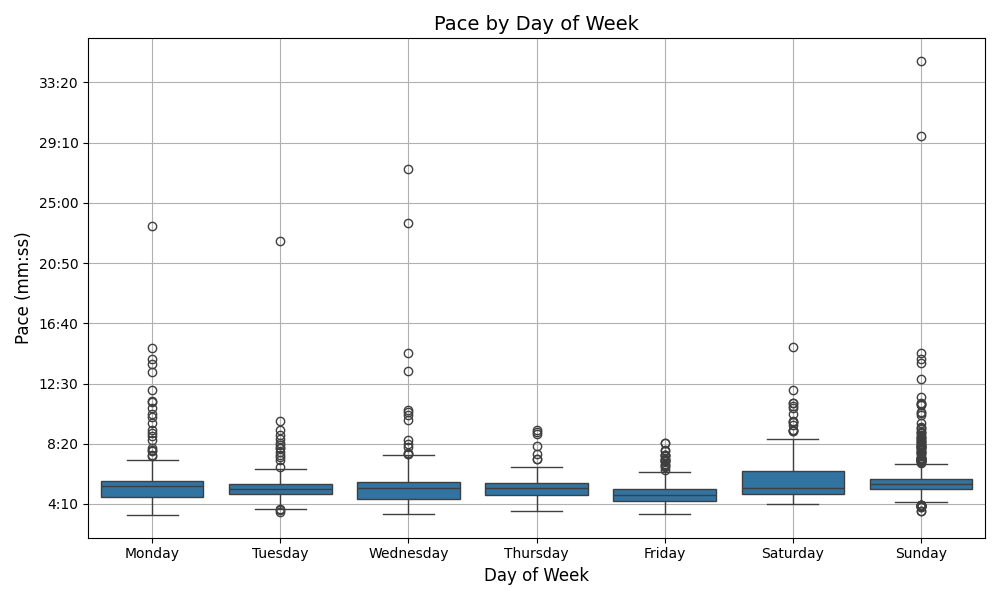 Pace by Day of Week
Pace (mm:ss)
33:20
29:10
25:00
20:50
16:40
12:30
8:20
4:10
Monday Tuesday Wednesday Thursday Friday Saturday Sunday
Day of Week